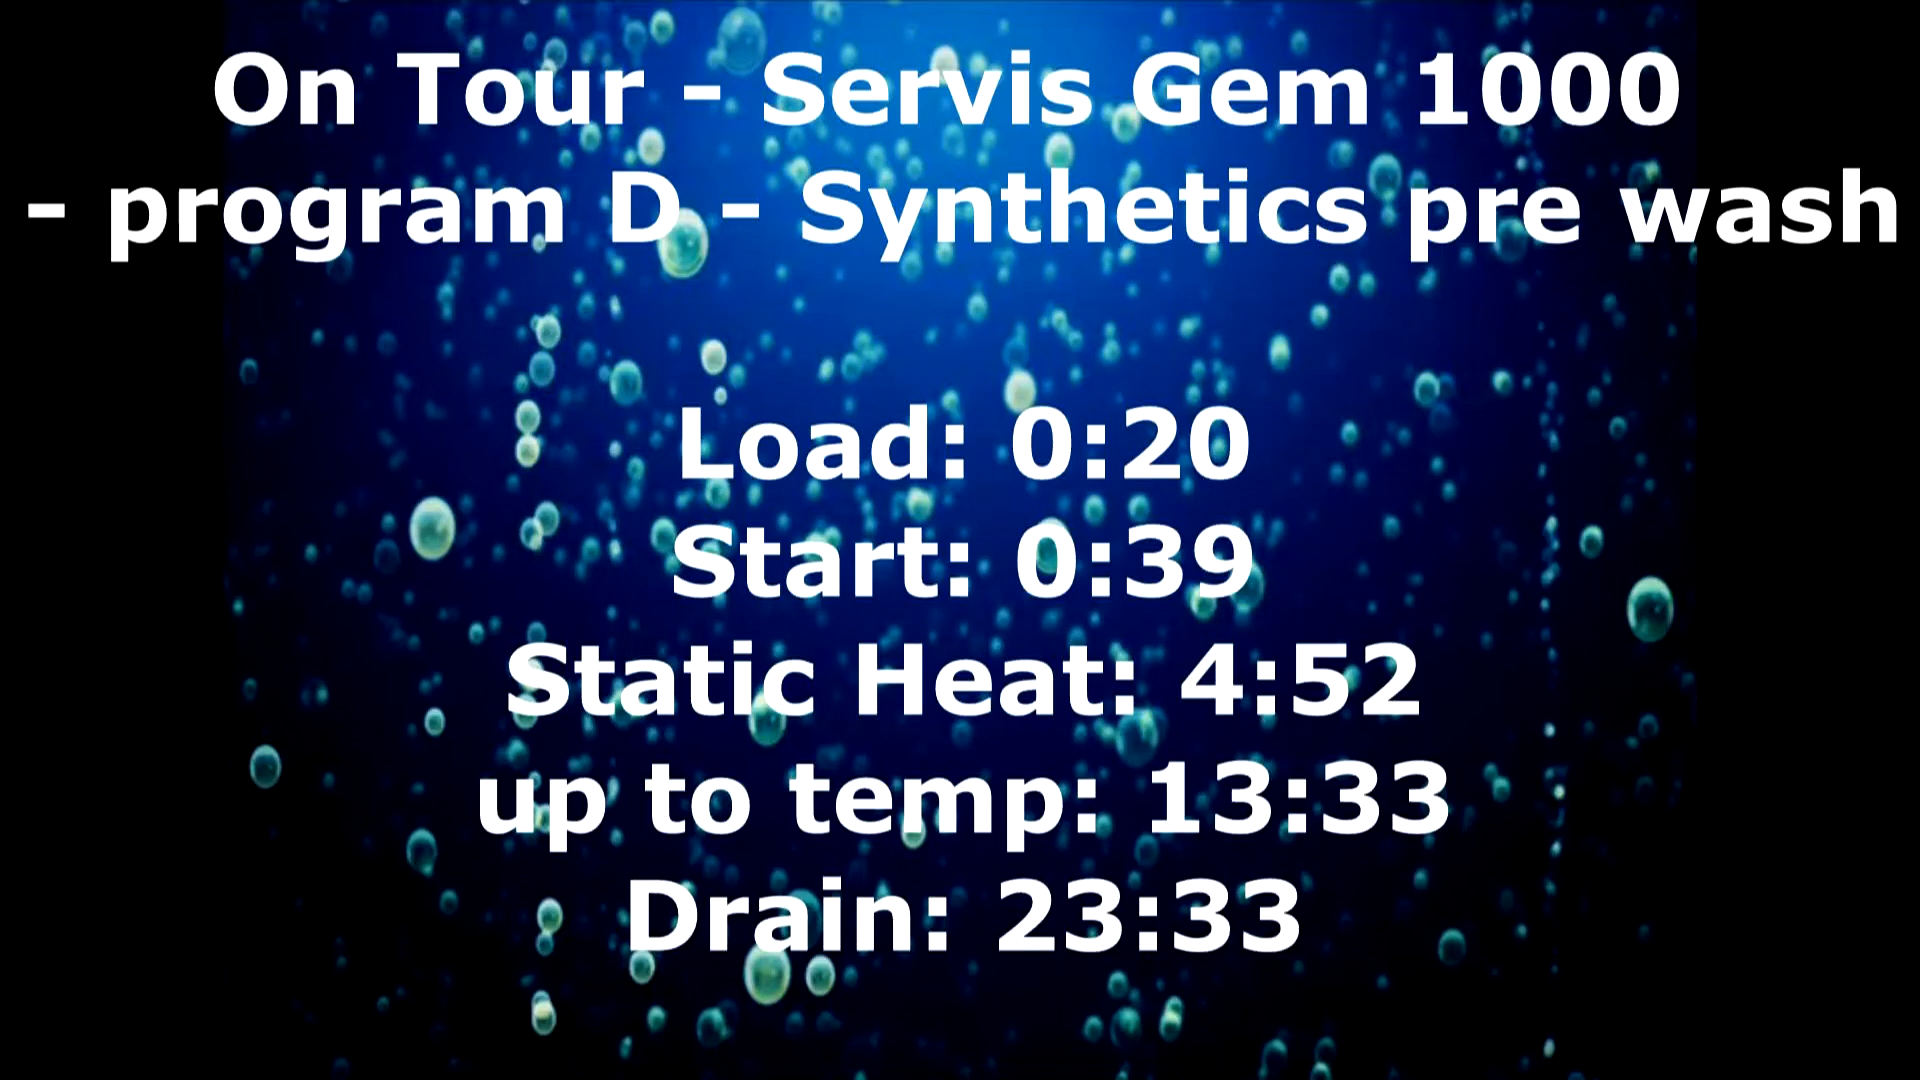 On Tour - Servis Gem 1000
- program D - Synthetics pre wash
Load: 0:20
Start: 0:39
Static Heat: 4:52
up to temp: 13:33
Drain: 23:33